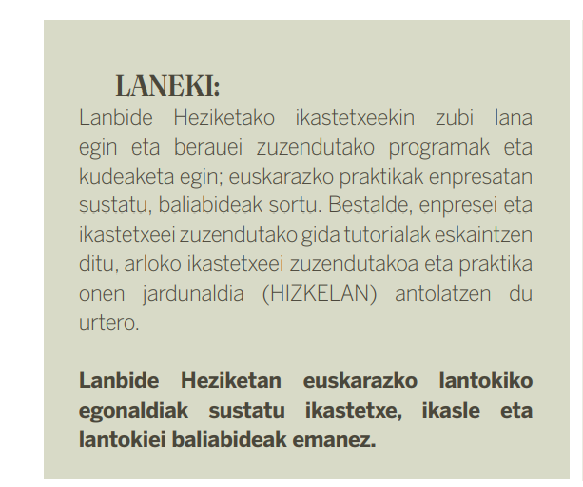 LANEKI:
Lanbide Heziketako ikastetxeekin zubi lana
egin eta berauei zuzendutako programak eta
kudeaketa egin; euskarazko praktikak enpresatan
sustatu, baliabideak sortu. Bestalde, enpresei eta
ikastetxeei zuzendutako gida tutorialak eskaintzen
ditu, arloko ikastetxeei zuzendutakoa eta praktika
onen jardunaldia (HIZKELAN) antolatzen du
urtero.
Lanbide Heziketan euskarazko lantokiko
egonaldiak sustatu ikastetxe, ikasle eta
lantokiei baliabideak emanez.